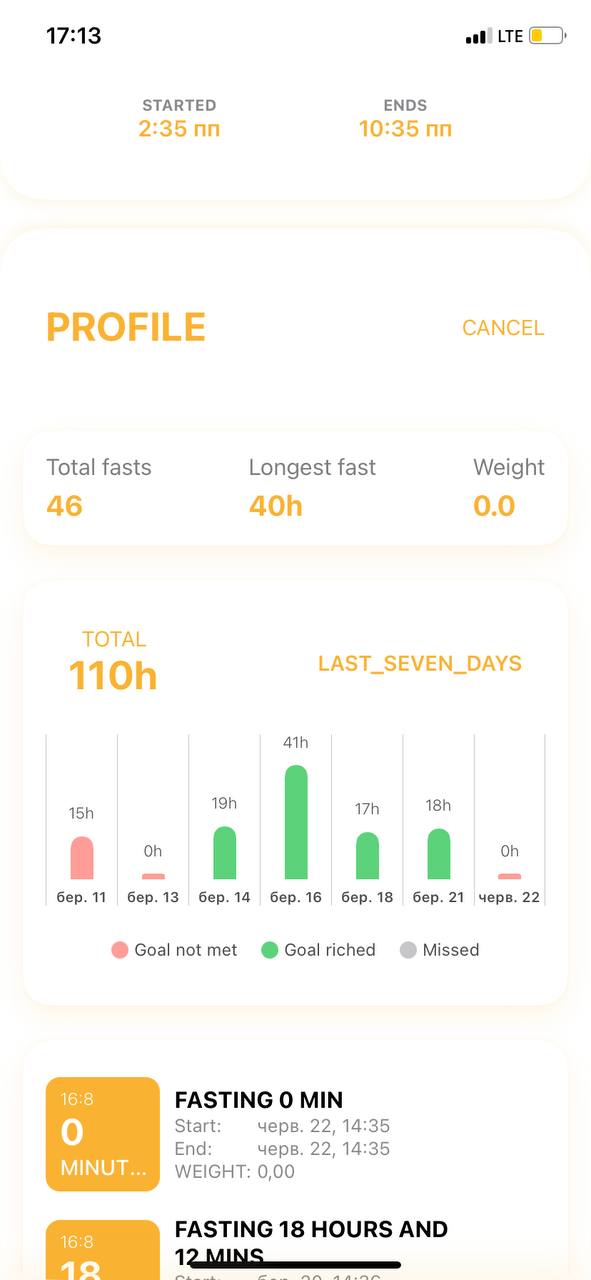 17:13 LTE
STARTED ENDS
2:35 пп 10:35 пп
PROFILE CANCEL
Total fasts Longest fast Weight
46 40h 0.0
TOTAL
110h LAST_SEVEN_DAYS
41h
15h 0h 19h 17h 18h 0h
бер. 11 бер. 13 бер. 14 бер. 16 бер. 18 бер. 21 черв. 22
Goal not met Goal riched Missed
16:8
0
MINUT...
FASTING 0 MIN
Start: черв. 22, 14:35
End: черв. 22, 14:35
WEIGHT: 0,00
16:8
18
FASTING 18 HOURS AND
12 MINS